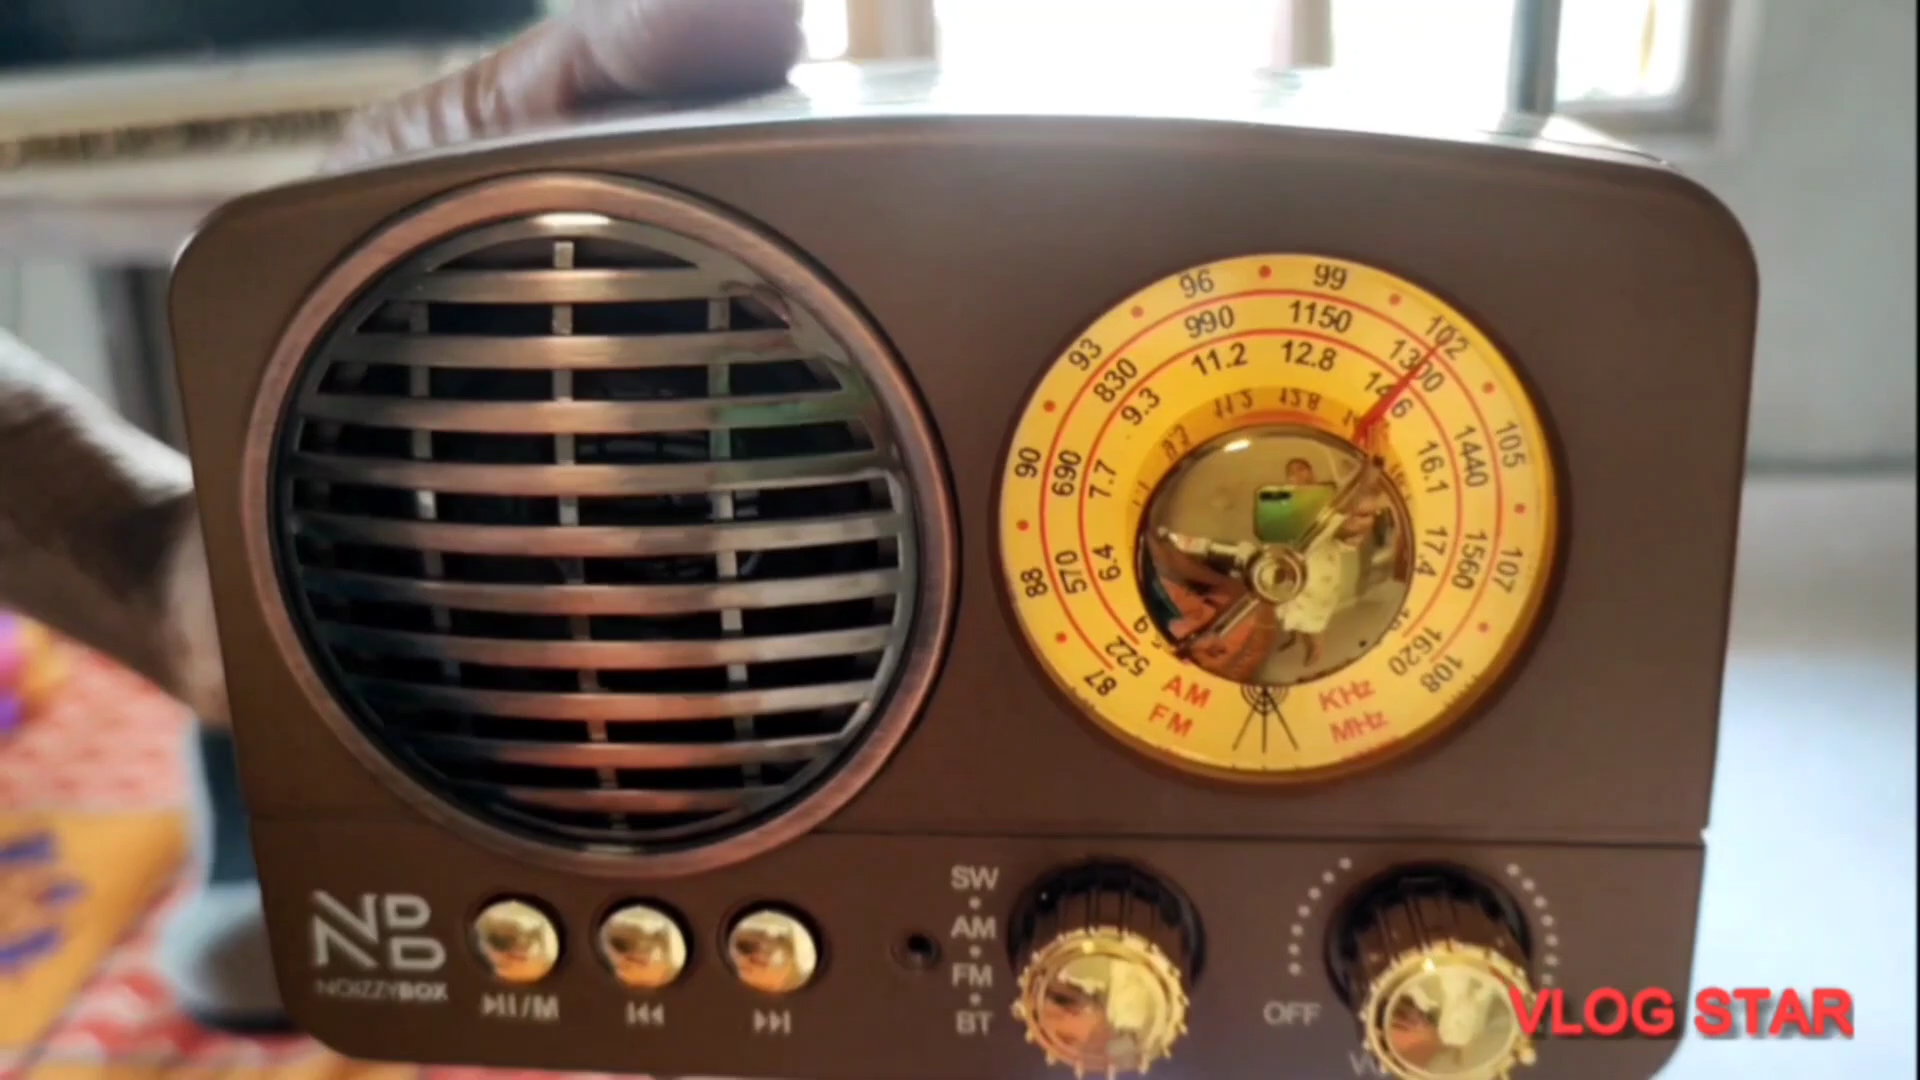 87 88 90 93 96 99 102 105 107 108
522 570 690 830 990 1150 1300 1440 1560 1620
6.4 7.7 9.3 11.2 12.8 14.6 16.1 17.4
AM KHz
FM MHz
NOIZZYBOX
/M
SW
AM
FM
BT
OFF
VLOG STAR